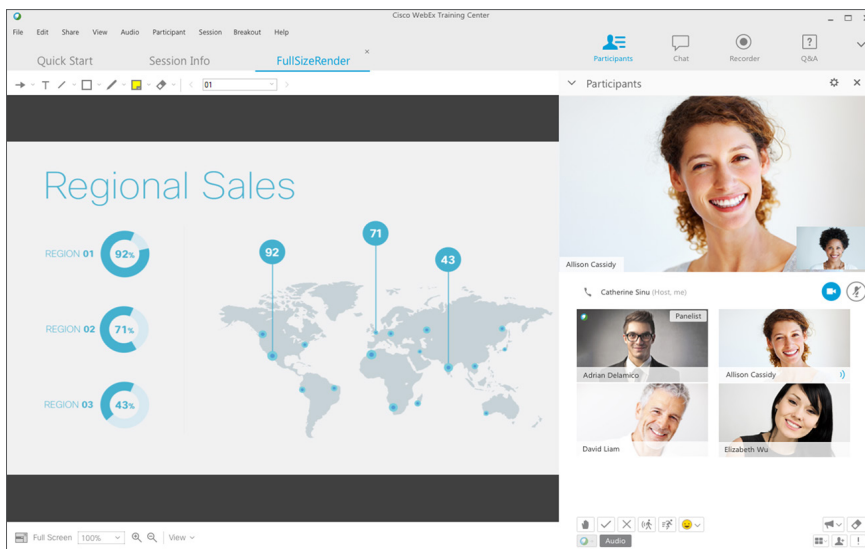 Cisco WebEx Training Center
File Edit Share View Audio Participant Session Breakout Help
Quick Start Session Info FullSizeRender
Participants Chat Recorder Q&A
T 01
Participants
Regional Sales
REGION 01 92%
REGION 02 71%
REGION 03 43%
92
71
43
Allison Cassidy
Catherine Sinu (Host, me)
Panelist
Adrian Delamico
Allison Cassidy
David Liam
Elizabeth Wu
Full Screen 100% View
Audio